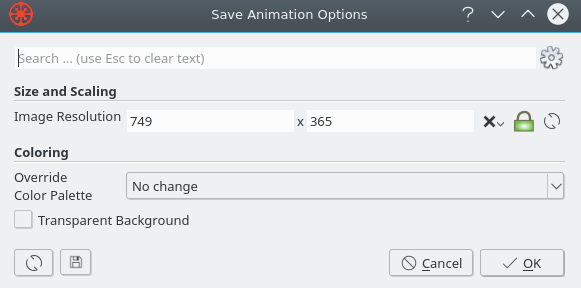 Save Animation Options
Search ... (use Esc to clear text)
Size and Scaling
Image Resolution 749 x 365
Coloring
Override
Color Palette
No change
Transparent Background
Cancel OK